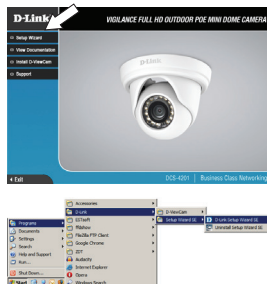 D-Link
VIGILANCE FULL HD OUTDOOR POE MINI DOME CAMERA
Setup Wizard
View Documentation
Install D-ViewCam
Support
D-Link
Exit
DCS-4201 Business Class Networking
Accessories
D-Link
D-ViewCam
EGTsoft
Setup Wizard SE
D-Link Setup Wizard SE
Uninstall Setup Wizard SE
FileZilla FTP Client
Google Chrome
Audacity
Internet Explorer
Opera
Windows Search
Programs
Documents
Settings
Search
Help and Support
Run...
Shut Down...
Start